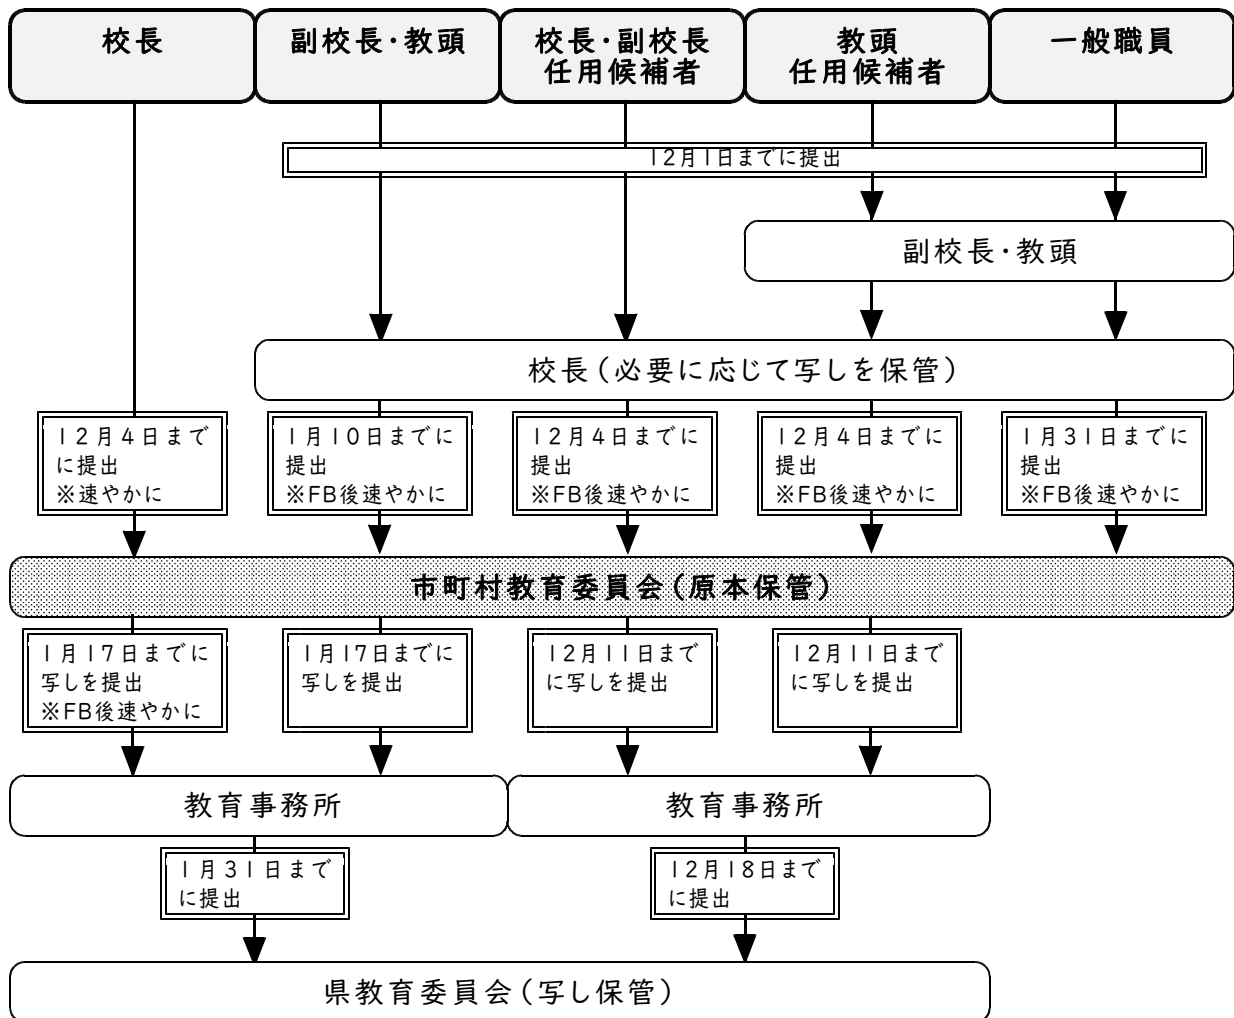 校長
副校長・教頭
校長・副校長
任用候補者
教頭
任用候補者
一般職員
12月1日までに提出
副校長・教頭
校長（必要に応じて写しを保管）
12月4日まで
に提出
※速やかに
1月10日までに
提出
※FB後速やかに
12月4日までに
提出
※FB後速やかに
12月4日までに
提出
※FB後速やかに
1月31日までに
提出
※FB後速やかに
市町村教育委員会（原本保管）
1月17日までに
写しを提出
※FB後速やかに
1月17日までに
写しを提出
12月11日まで
に写しを提出
12月11日まで
に写しを提出
教育事務所
教育事務所
1月31日まで
に提出
12月18日まで
に提出
県教育委員会（写し保管）